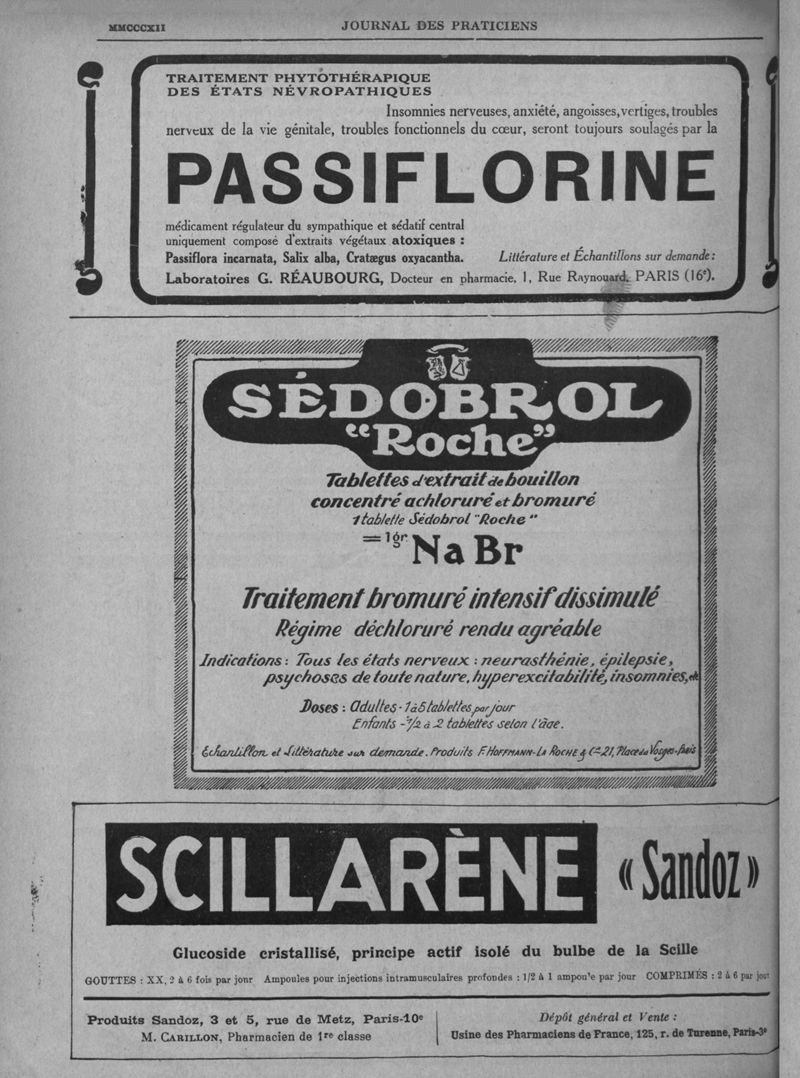 MMCCCXII
JOURNAL DES PRATICIENS
TRAITEMENT PHYTOTHÉRAPIQUE
DES ÉTATS NÉVROPATHIQUES
Insomnies nerveuses, anxiété, angoisses, vertiges, troubles
nerveux de la vie génitale, troubles fonctionnels du cœur, seront toujours soulagés par la
PASSIFLORINE
médicament régulateur du sympathique et sédatif central
uniquement composé d'extraits végétaux atoxiques :
Passiflora incarnata, Salix alba, Cratægus oxyacantha.
Littérature et Échantillons sur demande :
Laboratoires G. RÉAUBOURG, Docteur en pharmacie, 1, Rue Raynouard, PARIS (16e).
SÉDOBROL
"Roche"
Tablettes d'extrait de bouillon
concentré achloruré et bromuré
1 tablette Sédobrol "Roche"
= 1gr Na Br
Traitement bromuré intensif dissimulé
Régime déchloruré rendu agréable
Indications : Tous les états nerveux : neurasthénie, épilepsie,
psychoses de toute nature, hyperexcitabilité, insomnies, etc
Doses : Adultes - 1 à 5 tablettes par jour
Enfants - 1/2 à 2 tablettes selon l'âge.
Échantillon et Littérature sur demande. Produits F. HOFFMANN-LA ROCHE & Cie 21, Place des Vosges-Paris
SCILLARÈNE
« Sandoz »
Glucoside cristallisé, principe actif isolé du bulbe de la Scille
GOUTTES : XX, 2 à 6 fois par jour Ampoules pour injections intramusculaires profondes : 1/2 à 1 ampou'e par jour COMPRIMÉS : 2 à 6 par jour
Produits Sandoz, 3 et 5, rue de Metz, Paris-10e
M. CARILLON, Pharmacien de 1re classe
Dépôt général et Vente :
Usine des Pharmaciens de France, 125, r. de Turenne, Paris-3e